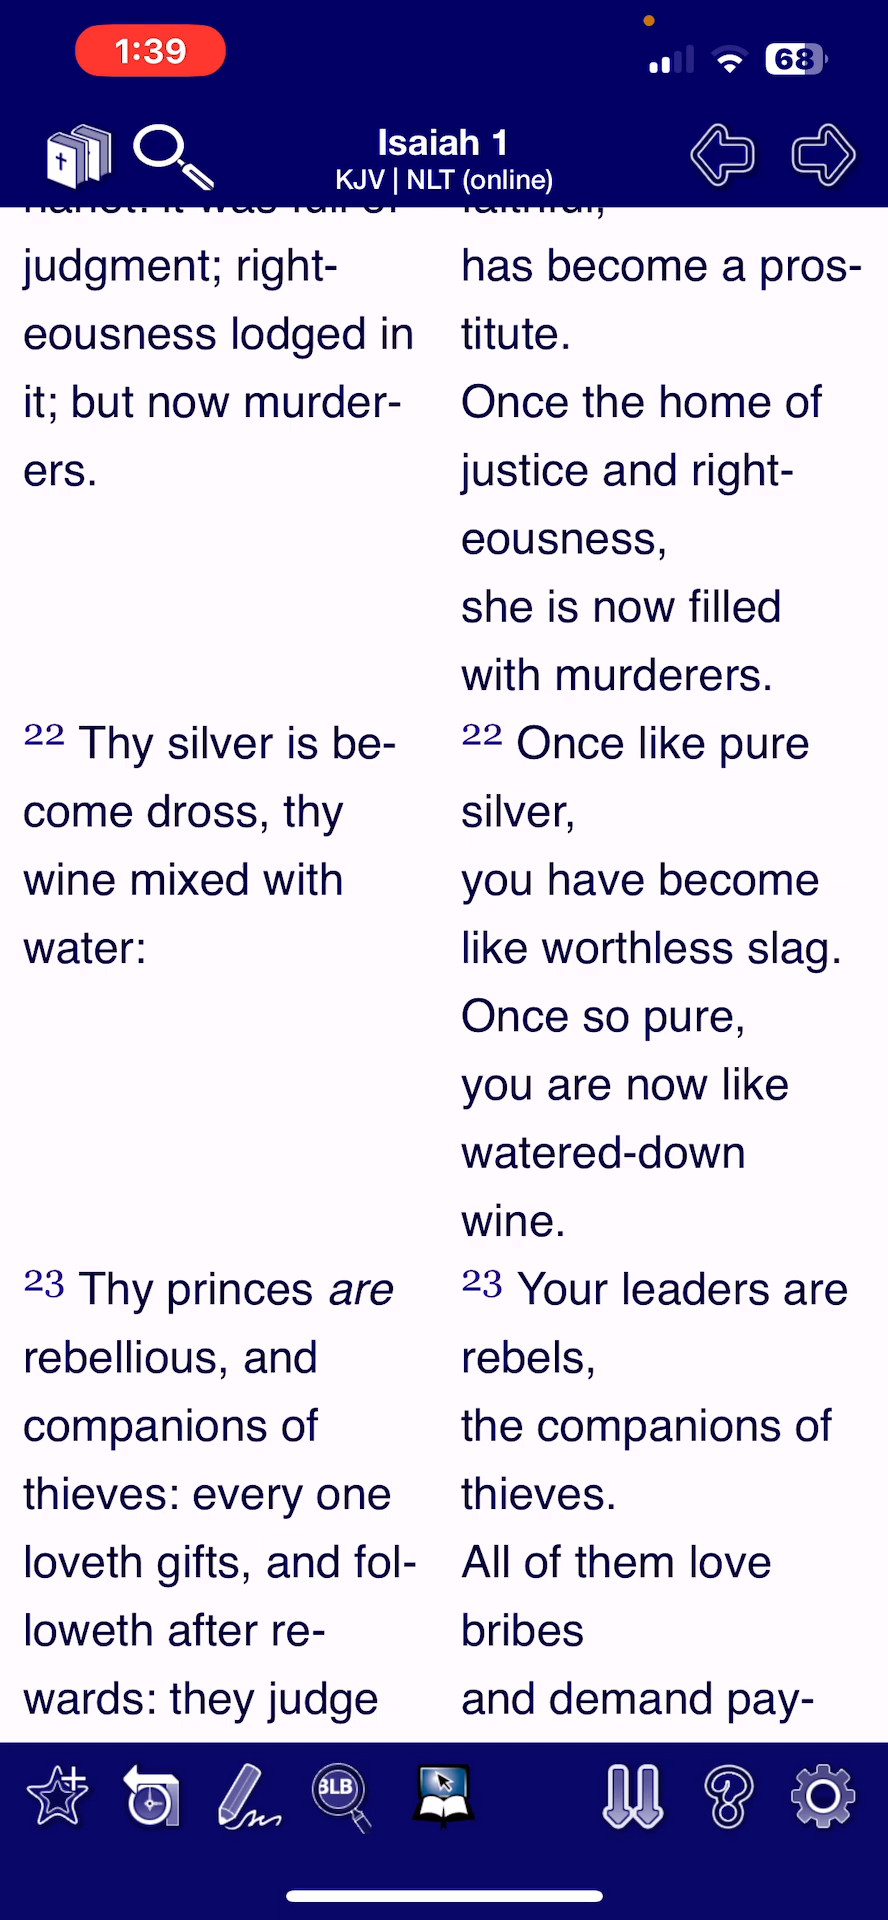 1:39
68
Isaiah 1
KJV | NLT (online)
judgment; right-
eousness lodged in
it; but now murder-
ers.
22 Thy silver is be-
come dross, thy
wine mixed with
water:
23 Thy princes are
rebellious, and
companions of
thieves: every one
loveth gifts, and fol-
loweth after re-
wards: they judge
has become a pros-
titute.
Once the home of
justice and right-
eousness,
she is now filled
with murderers.
22 Once like pure
silver,
you have become
like worthless slag.
Once so pure,
you are now like
watered-down
wine.
23 Your leaders are
rebels,
the companions of
thieves.
All of them love
bribes
and demand pay-
BLB